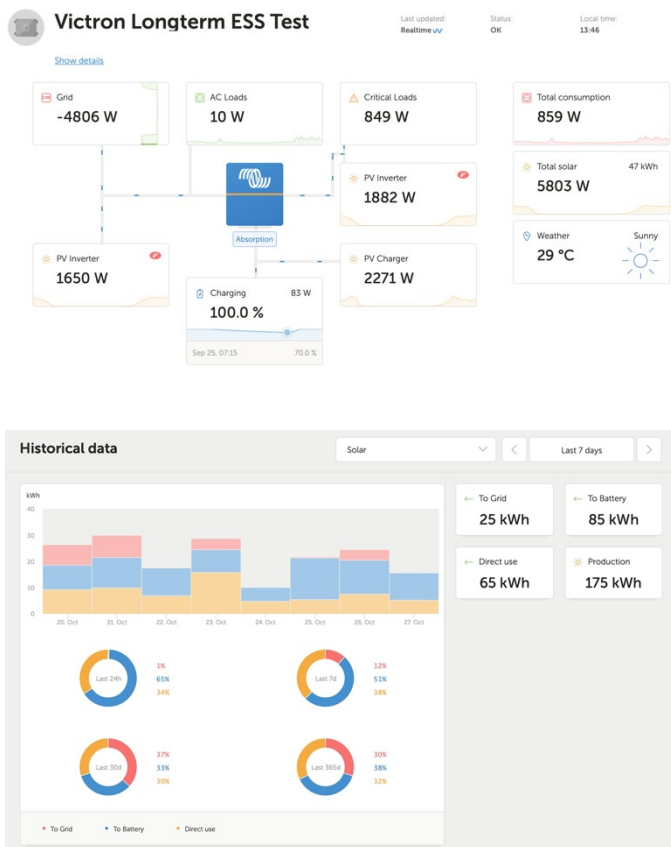 Victron Longterm ESS Test
Last updated:
Realtime
Status:
OK
Local time:
13:46
Show details
Grid
-4806 W
AC Loads
10 W
Critical Loads
849 W
Total consumption
859 W
PV Inverter
1882 W
Total solar
47 kWh
5803 W
Absorption
PV Inverter
1650 W
PV Charger
2271 W
Weather
Sunny
29 °C
Charging
83 W
100.0 %
Sep 25, 07:15
70.0 %
Historical data
Solar
Last 7 days
kWh
40
30
20
10
0
20. Oct
21. Oct
22. Oct
23. Oct
24. Oct
25. Oct
26. Oct
27. Oct
To Grid
25 kWh
To Battery
85 kWh
Direct use
65 kWh
Production
175 kWh
Last 24h
1%
65%
34%
Last 7d
12%
51%
38%
Last 30d
37%
33%
30%
Last 365d
30%
38%
32%
To Grid
To Battery
Direct use